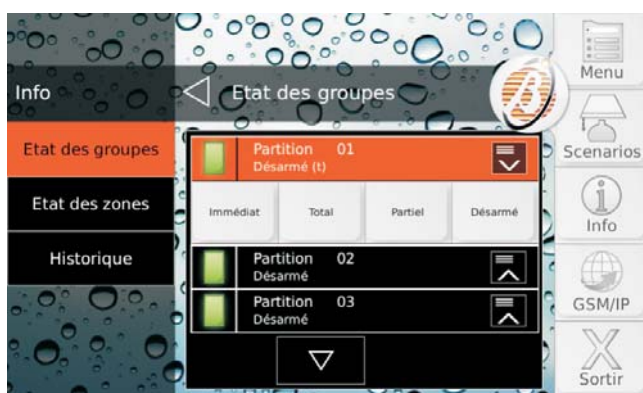 Info
Etat des groupes
Etat des zones
Historique
Etat des groupes
Partition 01
Désarmé (t)
Immédiat Total Partiel Désarmé
Partition 02
Désarmé
Partition 03
Désarmé
Menu
Scenarios
Info
GSM/IP
Sortir